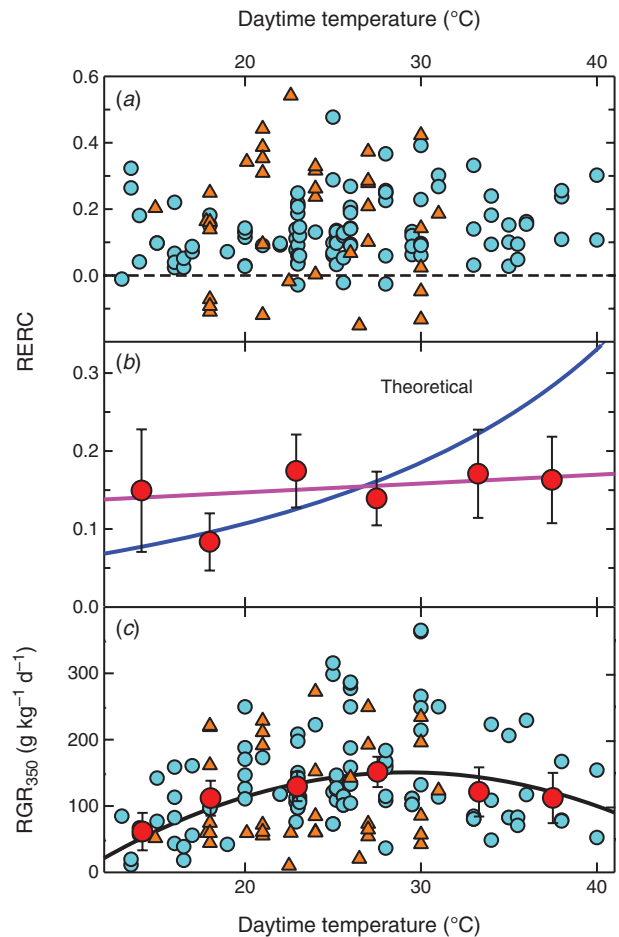 Daytime temperature (°C)
20 30 40
(a)
0.6
0.4
0.2
0.0
RERC
(b)
Theoretical
0.3
0.2
0.1
0.0
(c)
300
200
100
0
RGR350 (g kg–1 d–1)
20 30 40
Daytime temperature (°C)